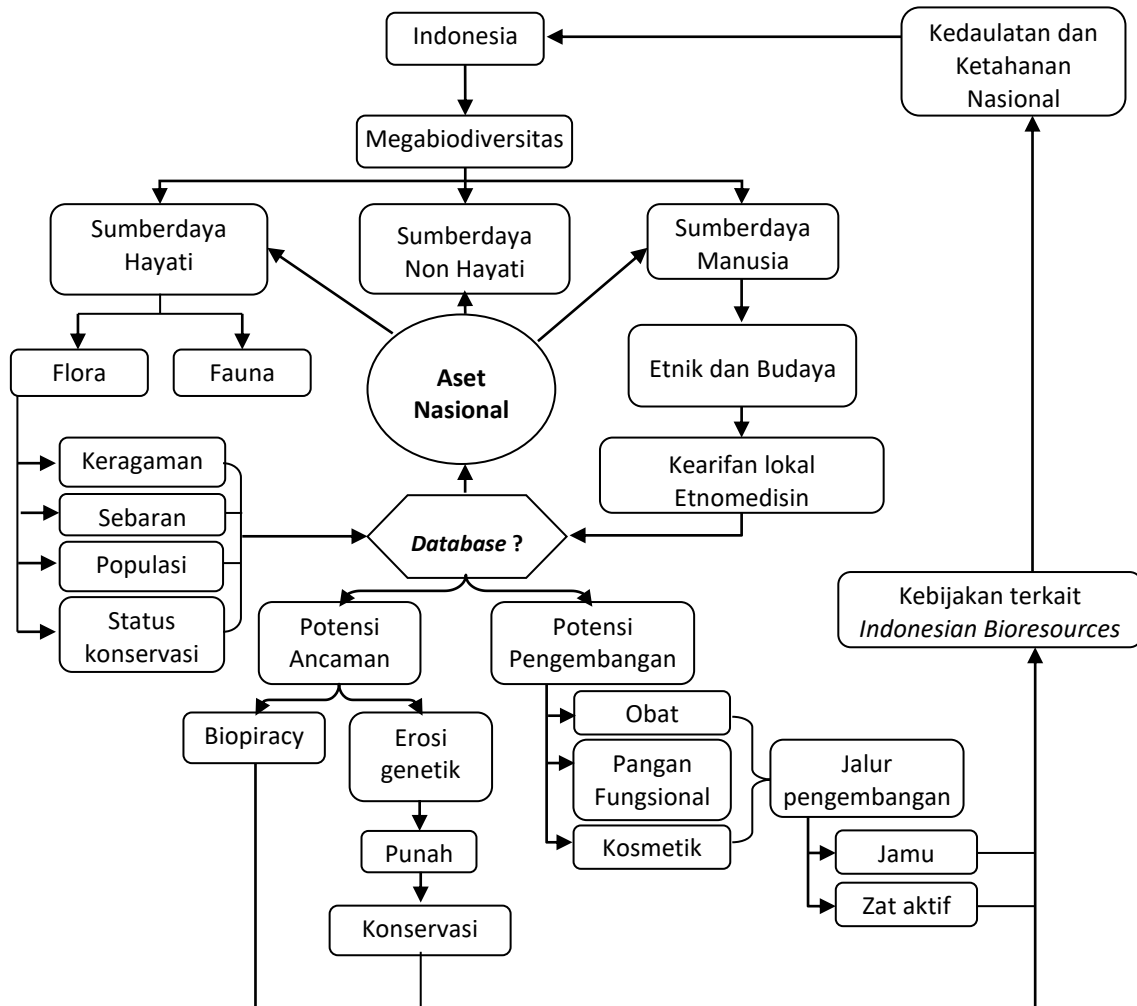 Indonesia
Kedaulatan dan
Ketahanan
Nasional
Megabiodiversitas
Sumberdaya
Hayati
Sumberdaya
Non Hayati
Sumberdaya
Manusia
Flora
Fauna
Aset
Nasional
Etnik dan Budaya
Keragaman
Sebaran
Populasi
Status
konservasi
Kearifan lokal
Etnomedisin
Database ?
Potensi
Ancaman
Potensi
Pengembangan
Kebijakan terkait
Indonesian Bioresources
Biopiracy
Erosi
genetik
Obat
Pangan
Fungsional
Kosmetik
Jalur
pengembangan
Punah
Jamu
Konservasi
Zat aktif